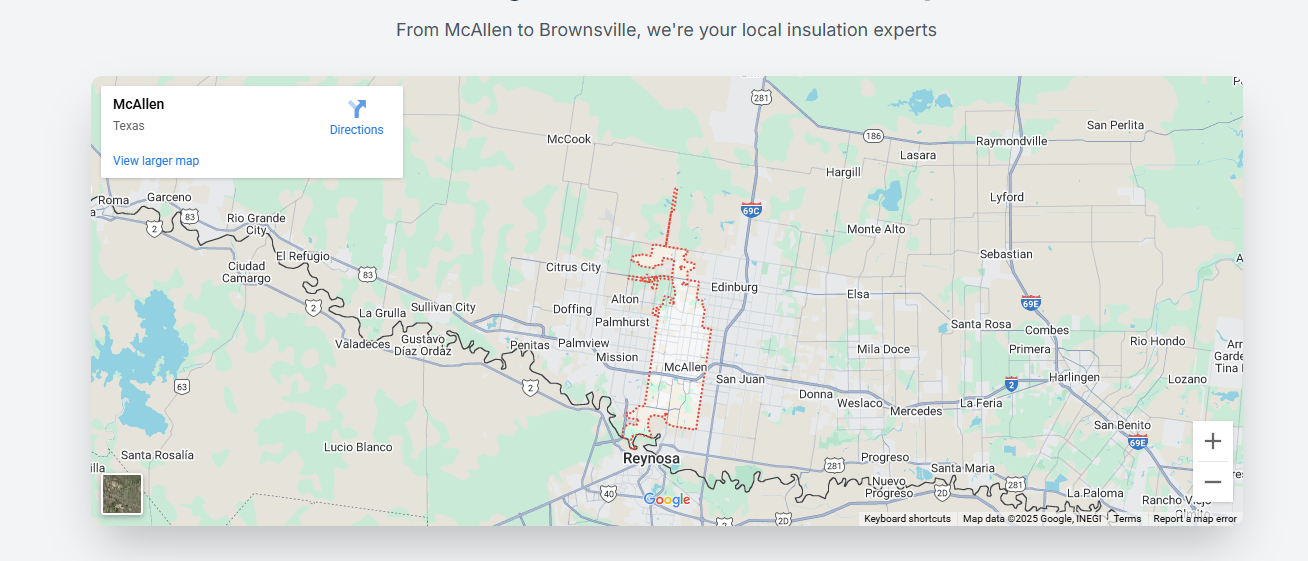 From McAllen to Brownsville, we're your local insulation experts
McAllen
Texas
Directions
View larger map
281
McCook
186
San Perlita
Raymondville
Lasara
Hargill
Roma
Garceno
83
2
Rio Grande
City
69C
Lyford
Monte Alto
El Refugio
Sebastian
Ciudad
Camargo
83
Citrus City
Edinburg
Elsa
2
La Grulla
Sullivan City
Alton
Doffing
Palmhurst
69E
Santa Rosa
Combes
Valadeces
Gustavo
Díaz Ordaz
Penitas
Palmview
Mission
Mila Doce
Primera
Rio Hondo
63
2
McAllen
San Juan
Donna
Weslaco
Mercedes
La Feria
2
Harlingen
Lozano
San Benito
69E
Lucio Blanco
Santa Rosalía
Reynosa
281
Progreso
Santa Maria
Nuevo
Progreso
2D
281
La Paloma
Rancho Viejo
Olmito
40
Google
2
2D
Keyboard shortcuts
Map data ©2025 Google, INEGI
Terms
Report a map error